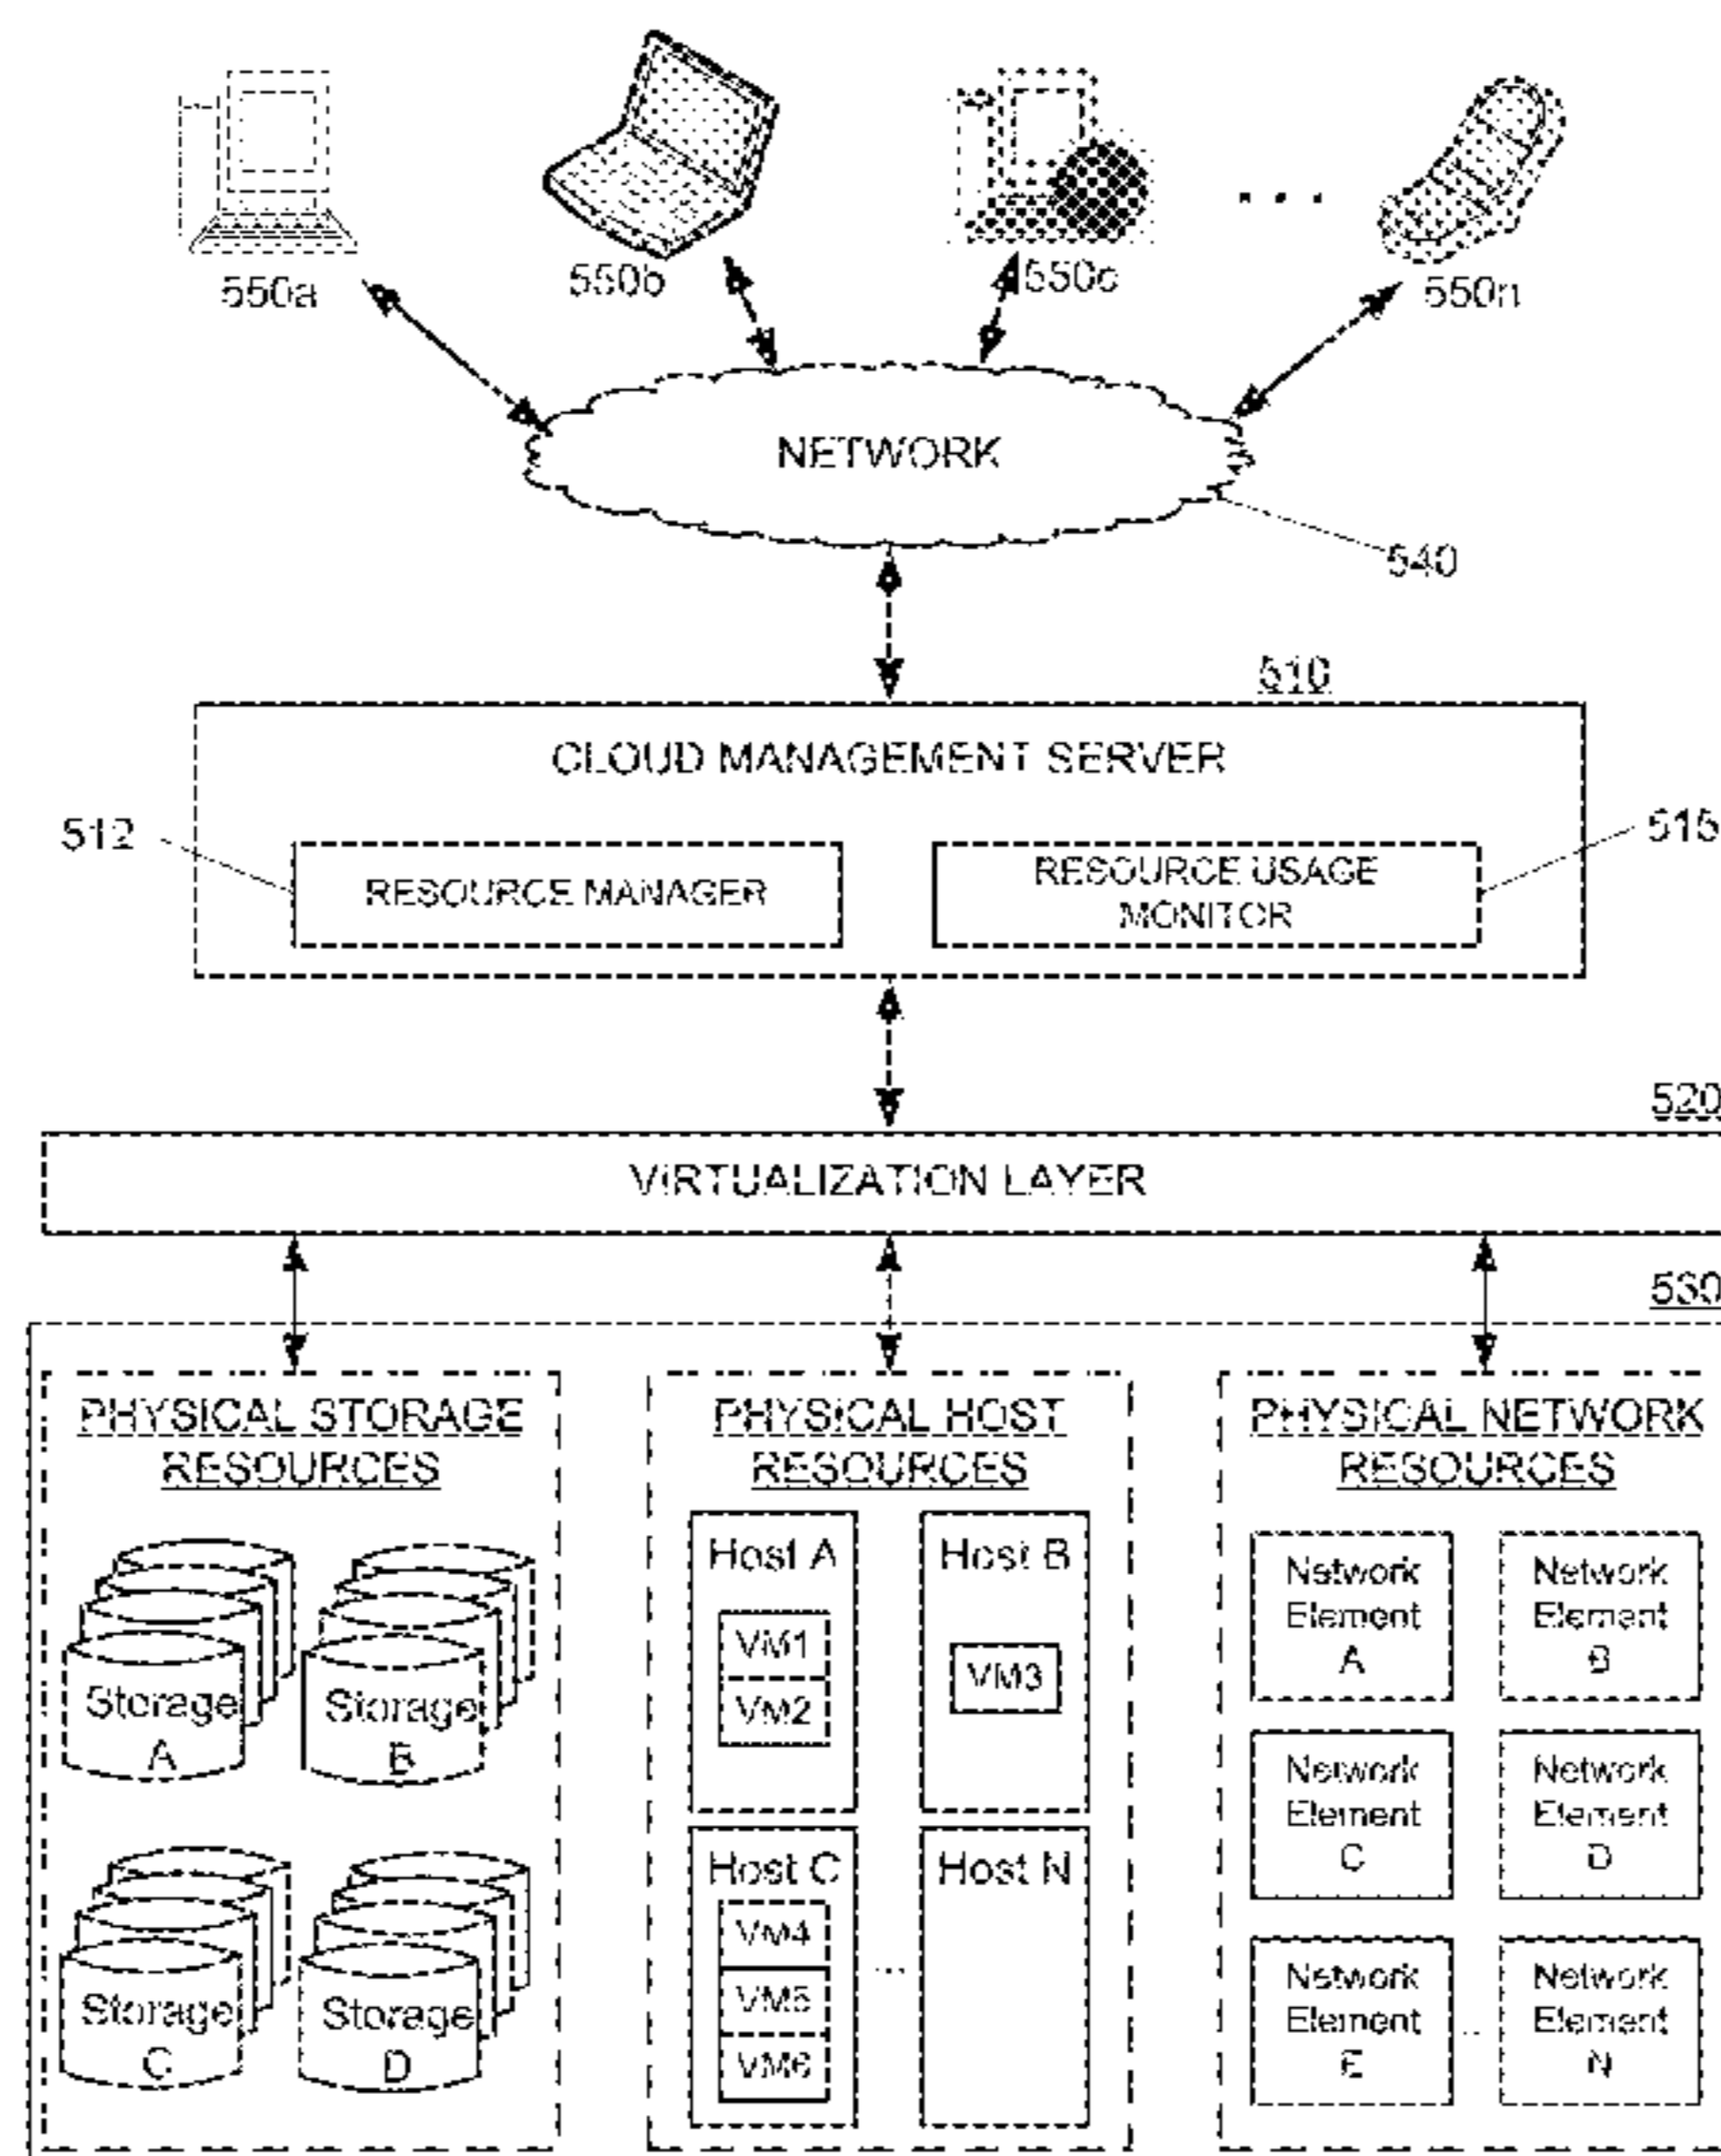 550a
550b
550c
550n
NETWORK
540
510
CLOUD MANAGEMENT SERVER
512
515
RESOURCE MANAGER
RESOURCE USAGE
MONITOR
520
VIRTUALIZATION LAYER
530
PHYSICAL STORAGE
RESOURCES
Storage
A
Storage
B
Storage
C
Storage
D
PHYSICAL HOST
RESOURCES
Host A
VM1
VM2
Host B
VM3
Host C
VM4
VM5
VM6
...
Host N
PHYSICAL NETWORK
RESOURCES
Network
Element
A
Network
Element
B
Network
Element
C
Network
Element
D
Network
Element
E
...
Network
Element
N